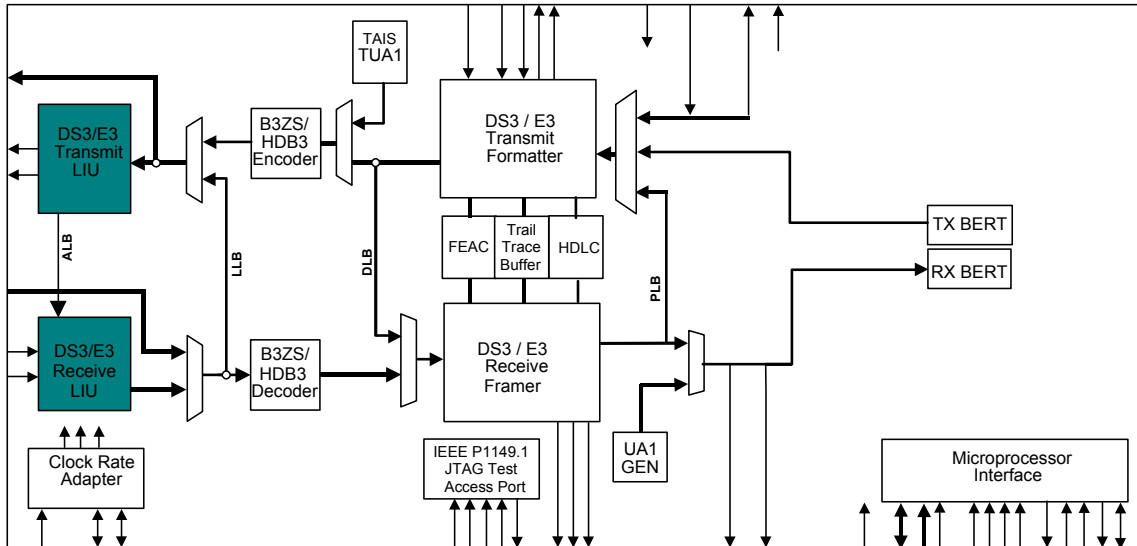 TAIS
TUA1
DS3/E3
Transmit
LIU
B3ZS/
HDB3
Encoder
DS3 / E3
Transmit
Formatter
ALB
LLB
DLB
FEAC
Trail
Trace
Buffer
HDLC
PLB
TX BERT
RX BERT
DS3/E3
Receive
LIU
B3ZS/
HDB3
Decoder
DS3 / E3
Receive
Framer
Clock Rate
Adapter
IEEE P1149.1
JTAG Test
Access Port
UA1
GEN
Microprocessor
Interface